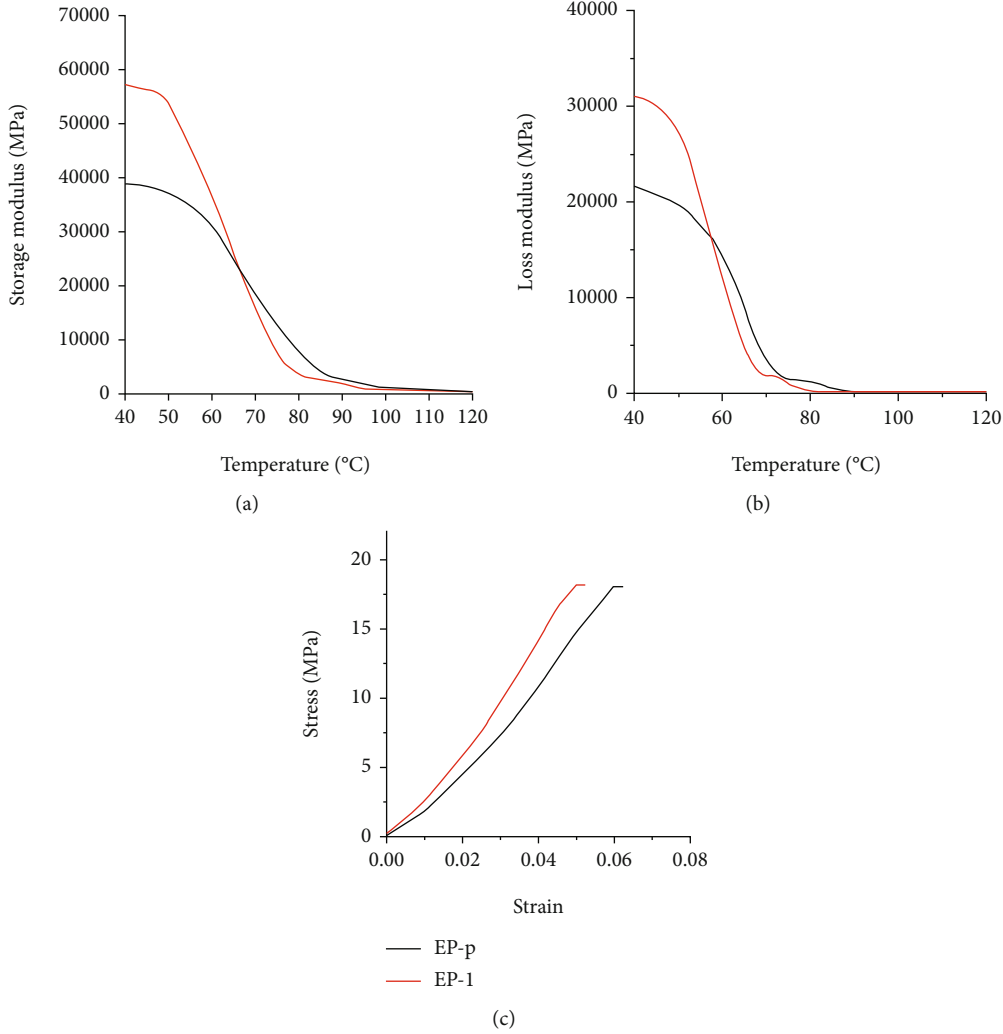 70000
60000
50000
40000
30000
20000
10000
0
Storage modulus (MPa)
40 50 60 70 80 90 100 110 120
Temperature (°C)
(a)
40000
30000
20000
10000
0
Loss modulus (MPa)
40 60 80 100 120
Temperature (°C)
(b)
20
15
10
5
0
Stress (MPa)
0.00 0.02 0.04 0.06 0.08
Strain
EP-p
EP-1
(c)